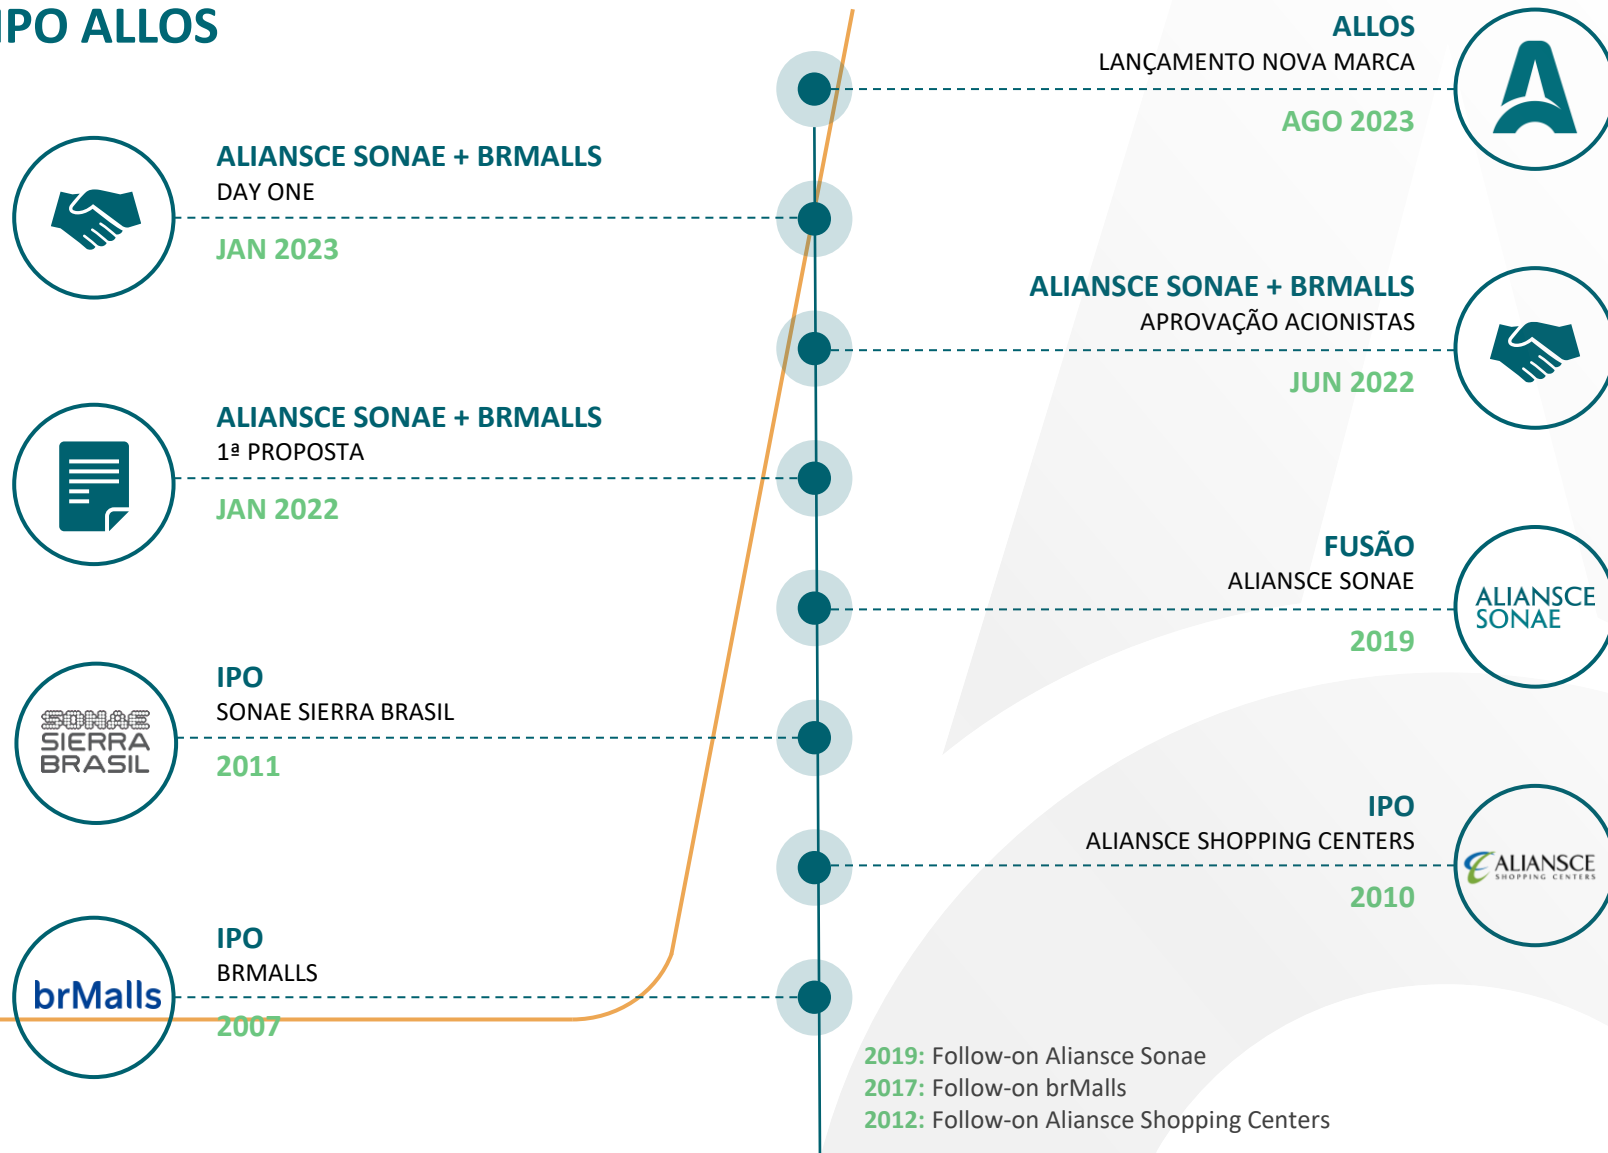 IPO ALLOS
ALLOS
LANÇAMENTO NOVA MARCA
AGO 2023
ALIANSCE SONAE + BRMALLS
DAY ONE
JAN 2023
ALIANSCE SONAE + BRMALLS
APROVAÇÃO ACIONISTAS
JUN 2022
ALIANSCE SONAE + BRMALLS
1ª PROPOSTA
JAN 2022
FUSÃO
ALIANSCE SONAE
2019
ALIANSCE
SONAE
IPO
SONAE SIERRA BRASIL
2011
SONAE
SIERRA
BRASIL
IPO
ALIANSCE SHOPPING CENTERS
2010
ALIANSCE
SHOPPING CENTERS
IPO
BRMALLS
2007
brMalls
2019: Follow-on Aliansce Sonae
2017: Follow-on brMalls
2012: Follow-on Aliansce Shopping Centers